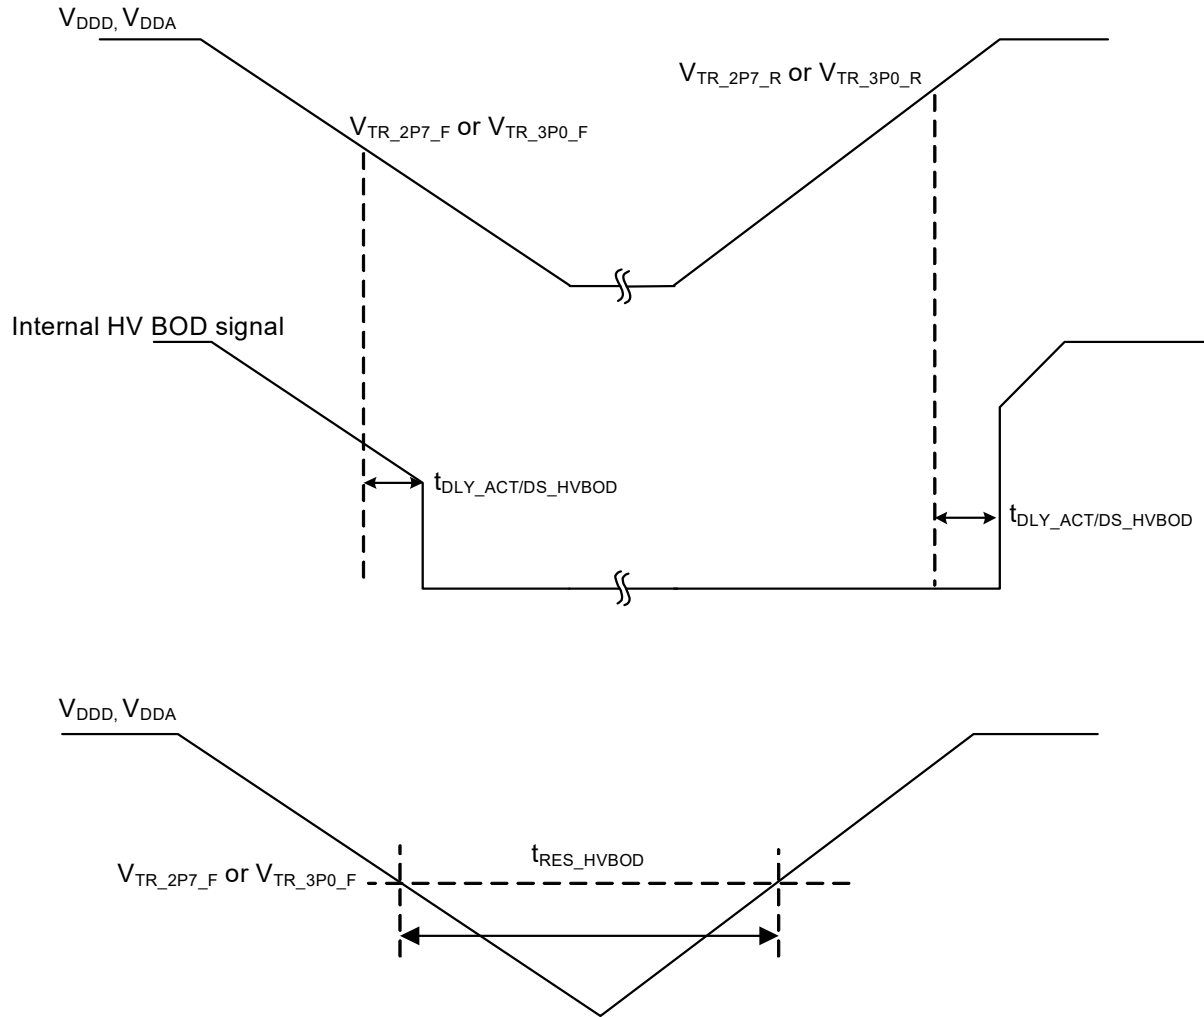 VDDD, VDDA
VTR_2P7_R or VTR_3P0_R
VTR_2P7_F or VTR_3P0_F
Internal HV BOD signal
tDLY_ACT/DS_HVBOD
tDLY_ACT/DS_HVBOD
VDDD, VDDA
tRES_HVBOD
VTR_2P7_F or VTR_3P0_F